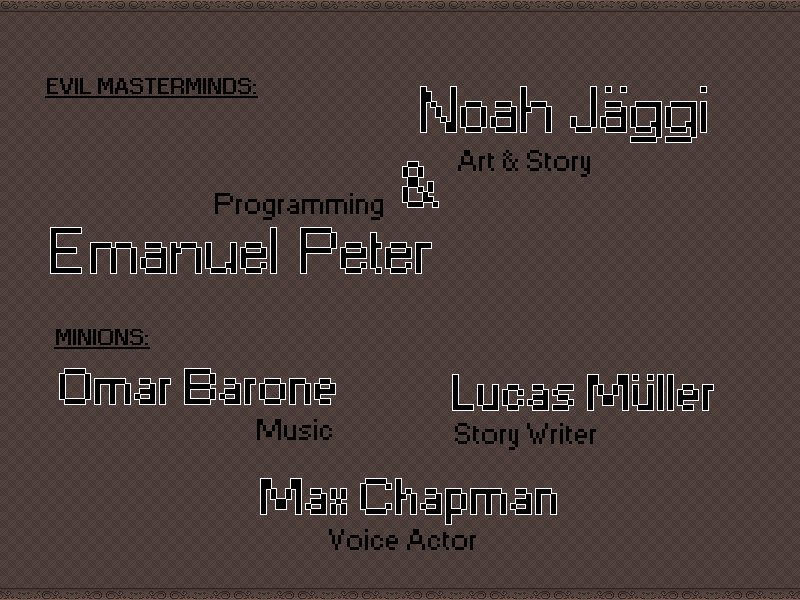 EVIL MASTERMINDS:
Noah Jäggi
Art & Story
&
Programming
Emanuel Peter
MINIONS:
Omar Barone
Music
Lucas Müller
Story Writer
Max Chapman
Voice Actor